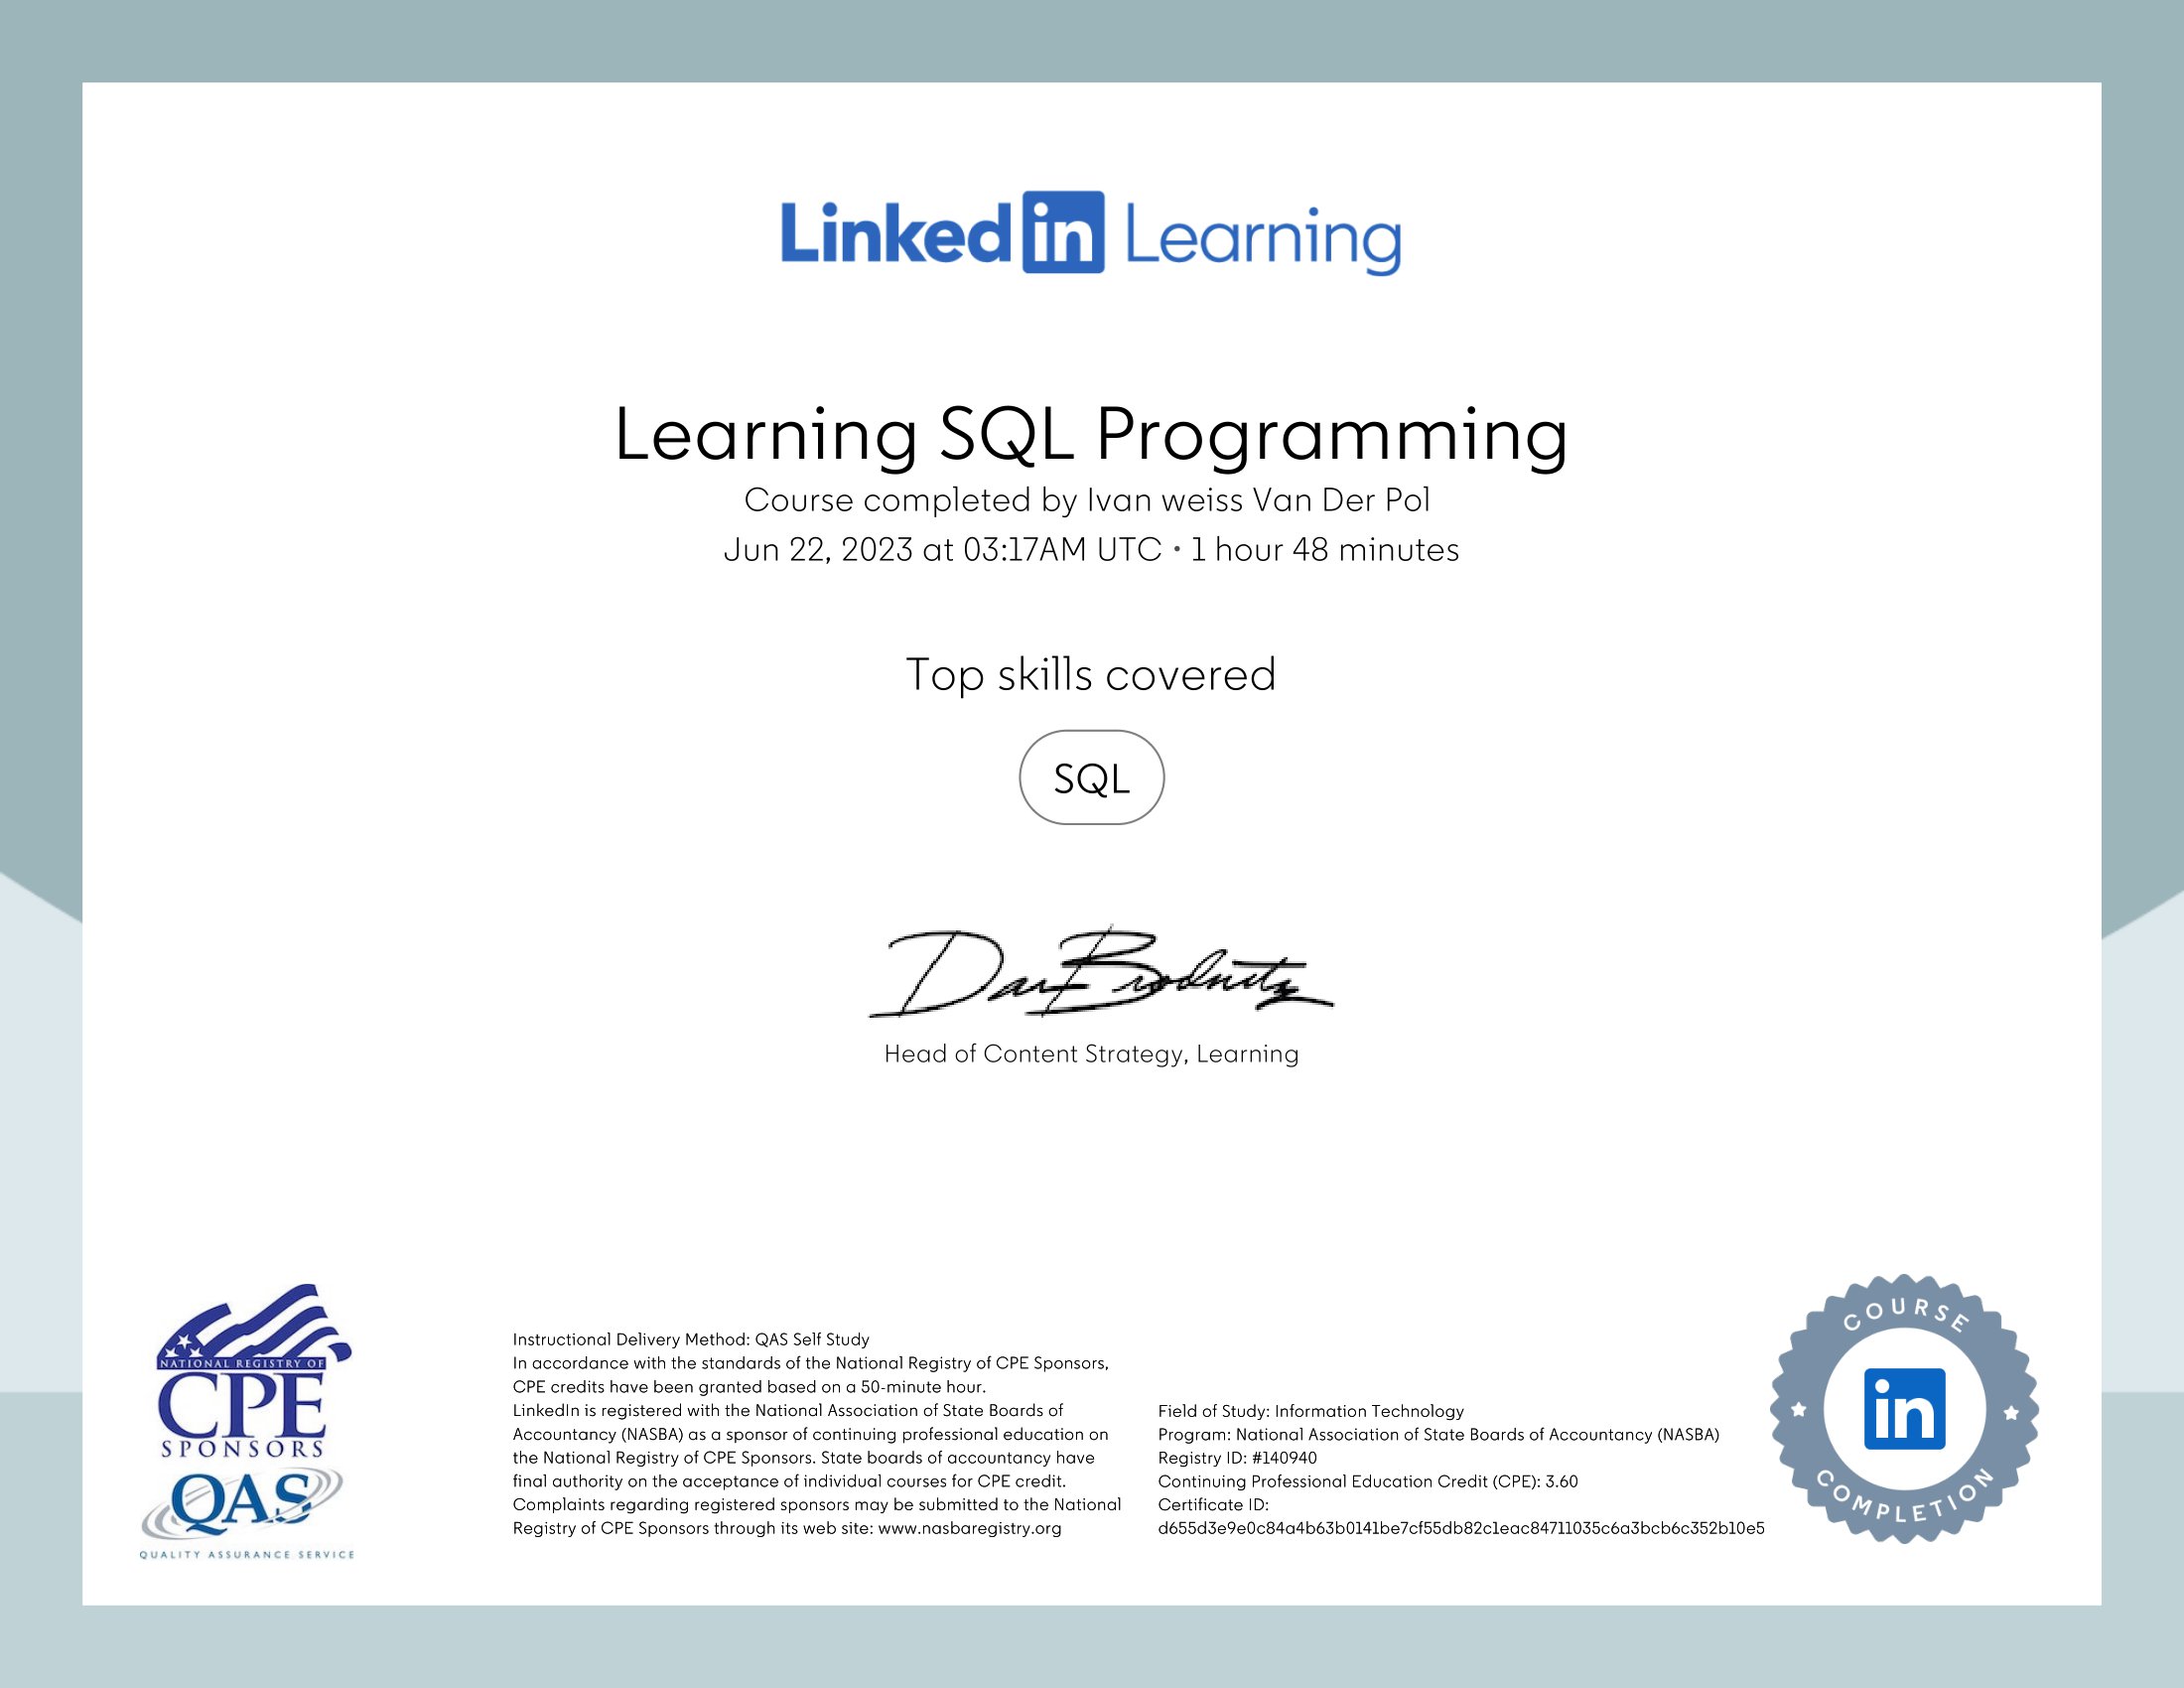 Linked in Learning
Learning SQL Programming
Course completed by Ivan weiss Van Der Pol
Jun 22, 2023 at 03:17AM UTC • 1 hour 48 minutes
Top skills covered
SQL
Dan Brodnitz
Head of Content Strategy, Learning
NATIONAL REGISTRY OF
CPE
SPONSORS
QAS
QUALITY ASSURANCE SERVICE
Instructional Delivery Method: QAS Self Study
In accordance with the standards of the National Registry of CPE Sponsors,
CPE credits have been granted based on a 50-minute hour.
LinkedIn is registered with the National Association of State Boards of
Accountancy (NASBA) as a sponsor of continuing professional education on
the National Registry of CPE Sponsors. State boards of accountancy have
final authority on the acceptance of individual courses for CPE credit.
Complaints regarding registered sponsors may be submitted to the National
Registry of CPE Sponsors through its web site: www.nasbaregistry.org
Field of Study: Information Technology
Program: National Association of State Boards of Accountancy (NASBA)
Registry ID: #140940
Continuing Professional Education Credit (CPE): 3.60
Certificate ID:
d655d3e9e0c84a4b63b0141be7cf55db82c1eac84711035c6a3bcb6c352b10e5
COURSE
in
COMPLETION